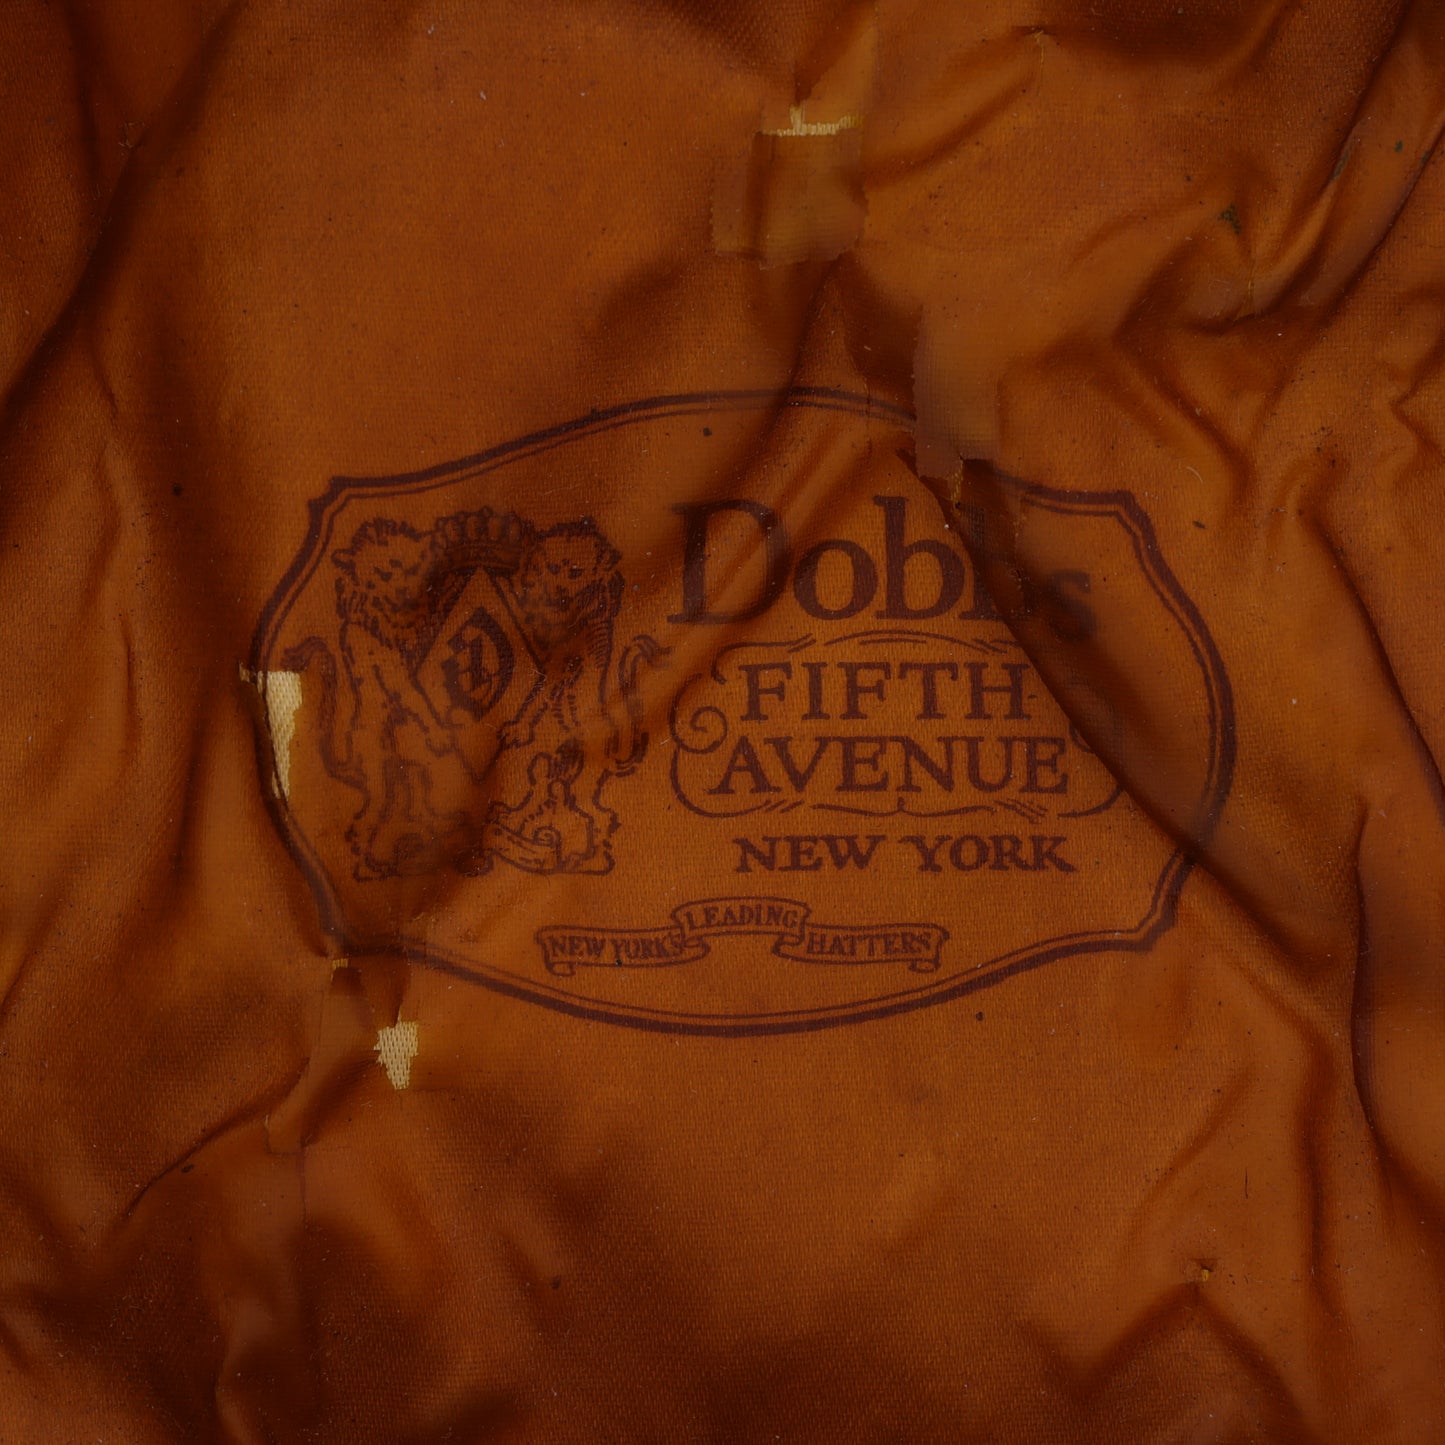 D
Dobbs
FIFTH
AVENUE
NEW YORK
NEW YORK'S LEADING HATTERS